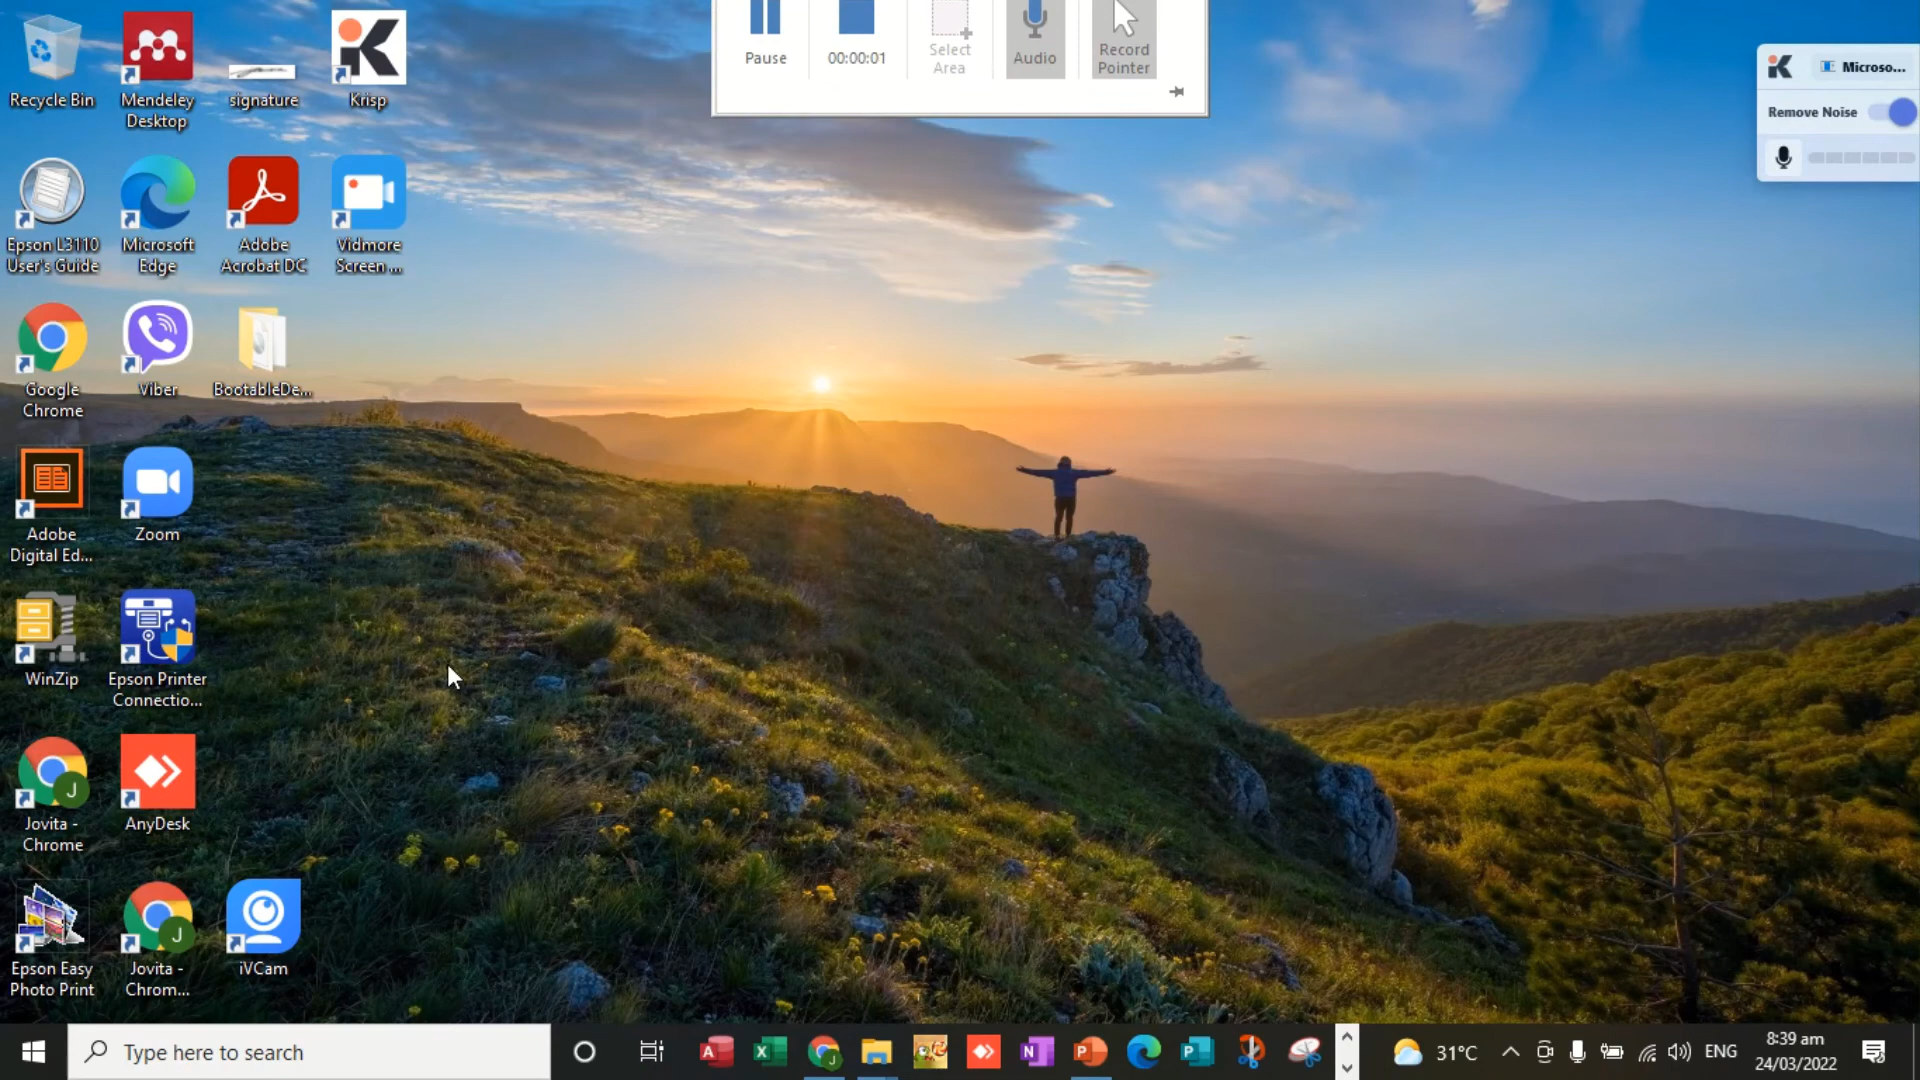 Pause
00:00:01
Select
Area
Audio
Record
Pointer
Microso...
Remove Noise
Recycle Bin
Mendeley
Desktop
signature
Krisp
Epson L3110
User's Guide
Microsoft
Edge
Adobe
Acrobat DC
Vidmore
Screen ...
Google
Chrome
Viber
BootableDe...
Adobe
Digital Ed...
Zoom
WinZip
Epson Printer
Connectio...
J
Jovita -
Chrome
AnyDesk
Epson Easy
Photo Print
J
Jovita -
Chrom...
iVCam
Type here to search
31°C
ENG
8:39 am
24/03/2022